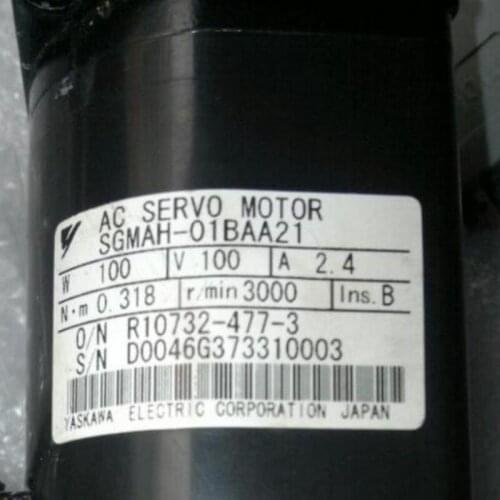 AC SERVO MOTOR
SGMAH-01BAA21
W 100 V 100 A 2.4
N·m 0.318 r/min 3000 Ins. B
O/N R10732-477-3
S/N D0046G373310003
YASKAWA ELECTRIC CORPORATION JAPAN